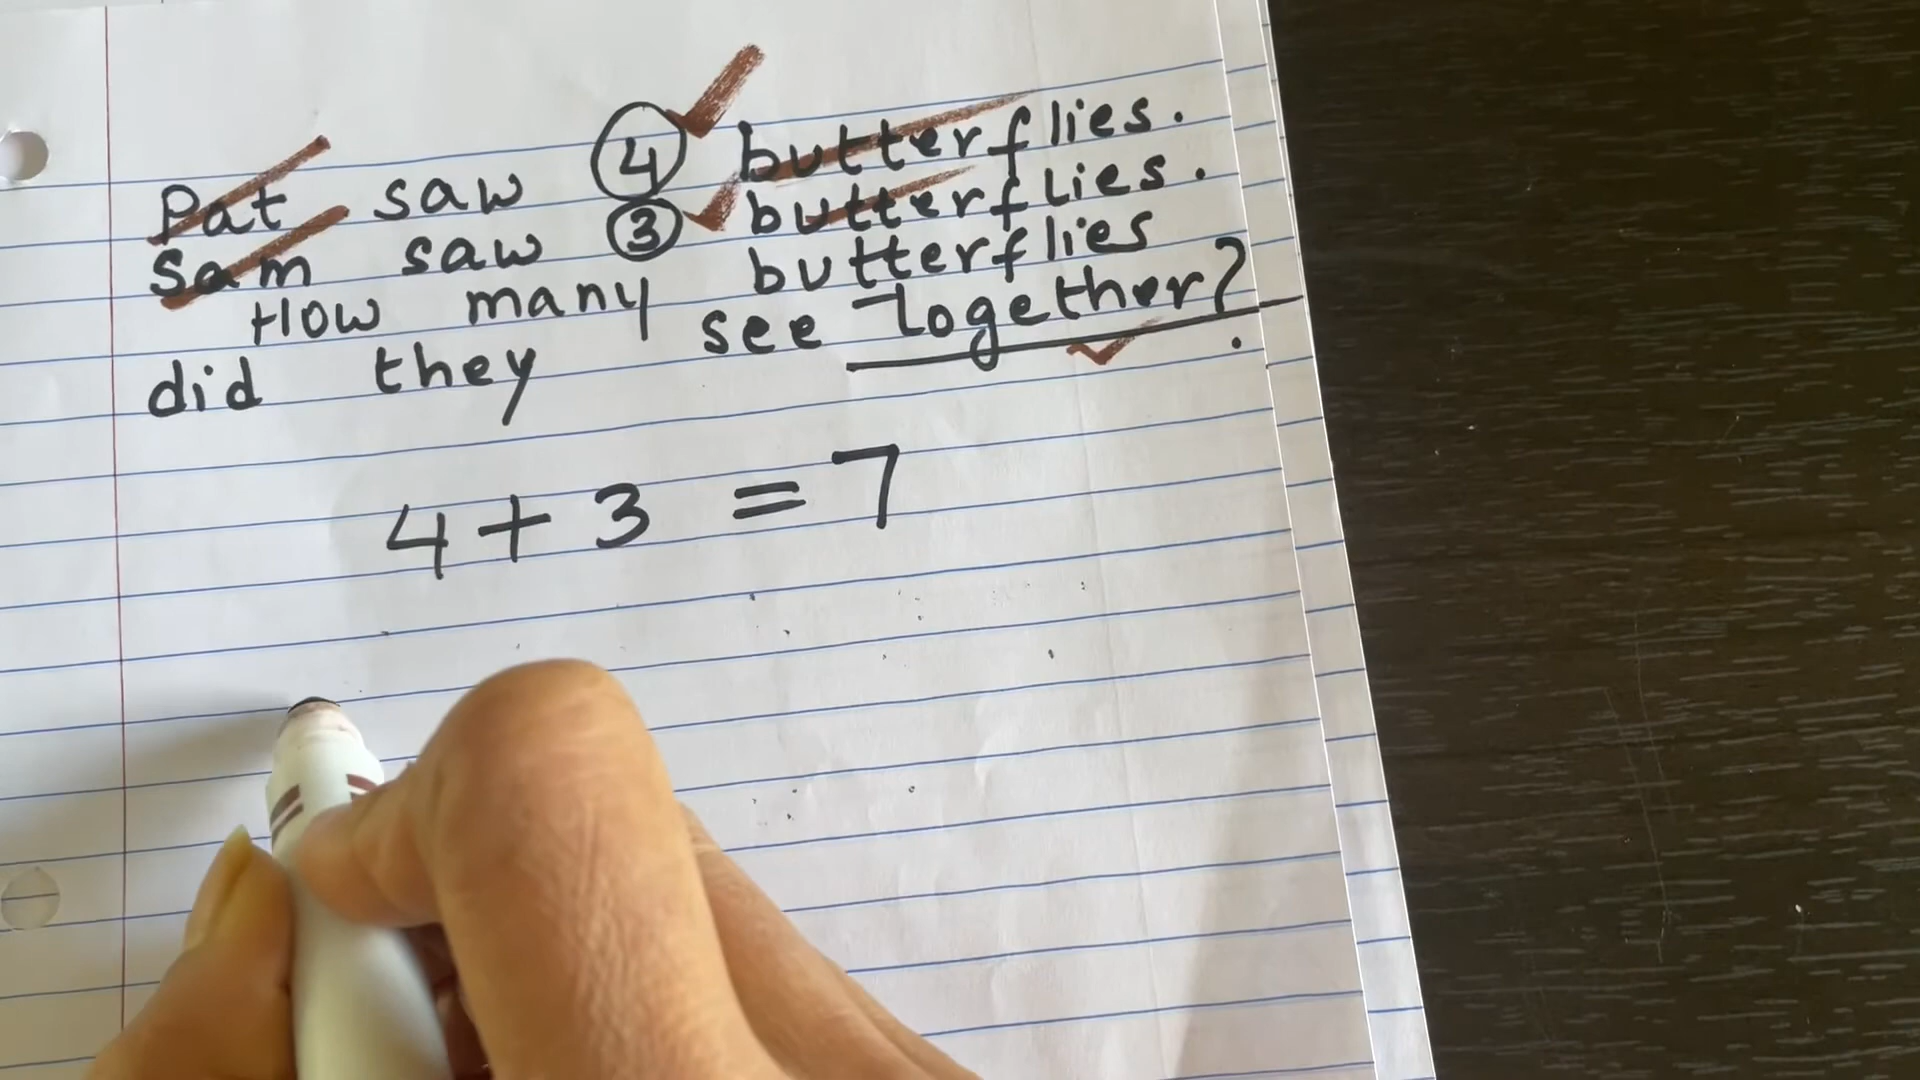 Pat saw 4 butterflies.
Sam saw 3 butterflies.
How many butterflies
did they see Together?
4 + 3 = 7